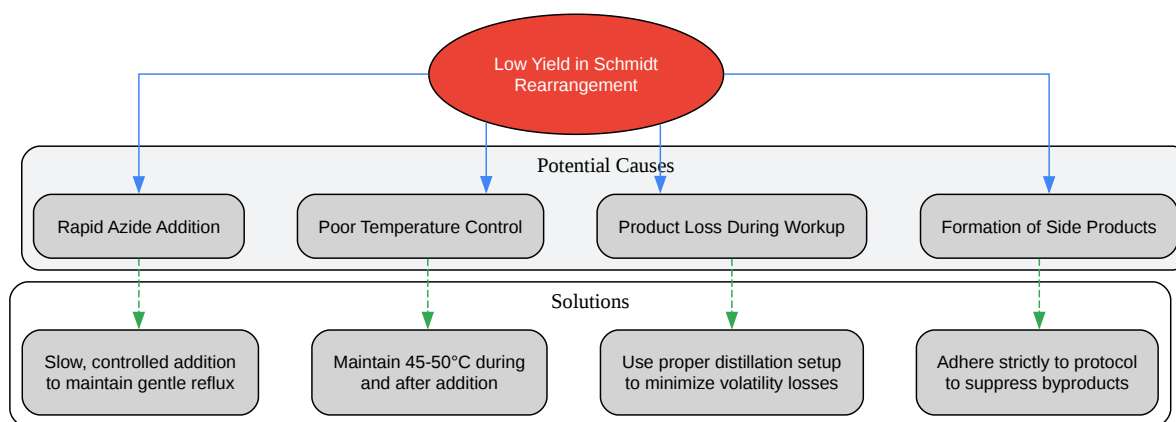 Low Yield in Schmidt
Rearrangement
Potential Causes
Rapid Azide Addition
Poor Temperature Control
Product Loss During Workup
Formation of Side Products
Solutions
Slow, controlled addition
to maintain gentle reflux
Maintain 45-50°C during
and after addition
Use proper distillation setup
to minimize volatility losses
Adhere strictly to protocol
to suppress byproducts